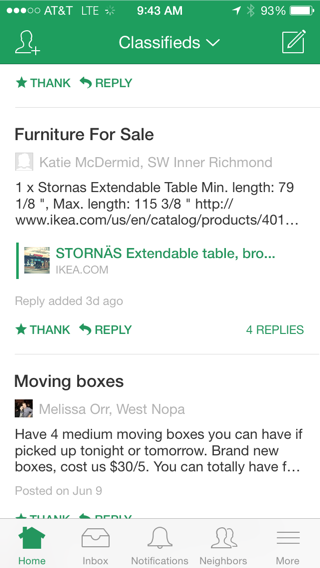 AT&T LTE 9:43 AM 93%
Classifieds
THANK REPLY
Furniture For Sale
Katie McDermid, SW Inner Richmond
1 x Stornas Extendable Table Min. length: 79
1/8 ", Max. length: 115 3/8 " http://
www.ikea.com/us/en/catalog/products/401...
STORNÄS Extendable table, bro...
IKEA.COM
Reply added 3d ago
THANK REPLY 4 REPLIES
Moving boxes
Melissa Orr, West Nopa
Have 4 medium moving boxes you can have if
picked up tonight or tomorrow. Brand new
boxes, cost us $30/5. You can totally have f...
Posted on Jun 9
THANK REPLY
Home Inbox Notifications Neighbors More